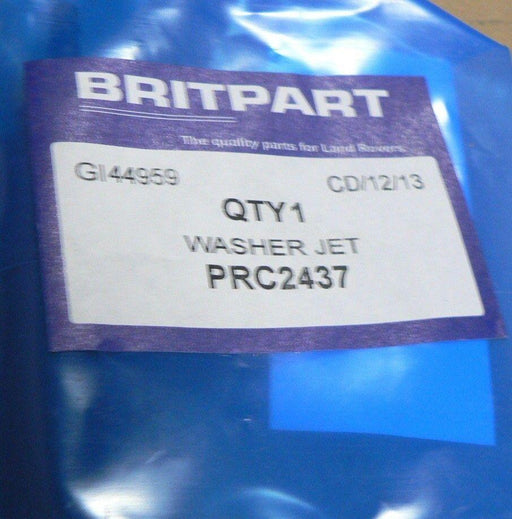 BRITPART
The quality parts for Land Rovers
GI44959 CD/12/13
QTY1
WASHER JET
PRC2437